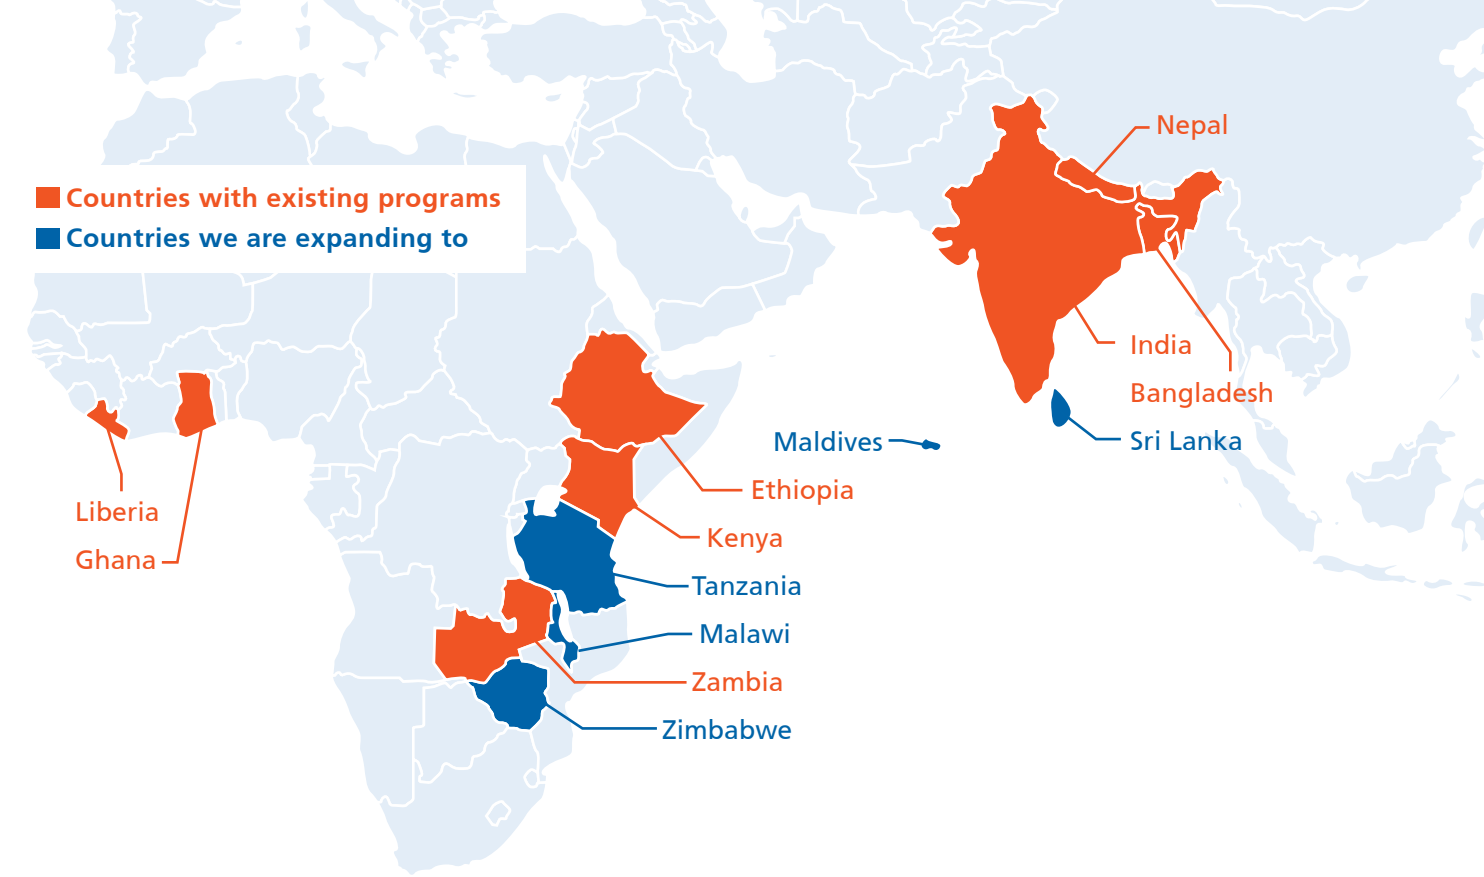 Countries with existing programs
Countries we are expanding to
Nepal
India
Bangladesh
Sri Lanka
Maldives
Ethiopia
Kenya
Tanzania
Malawi
Zambia
Zimbabwe
Liberia
Ghana